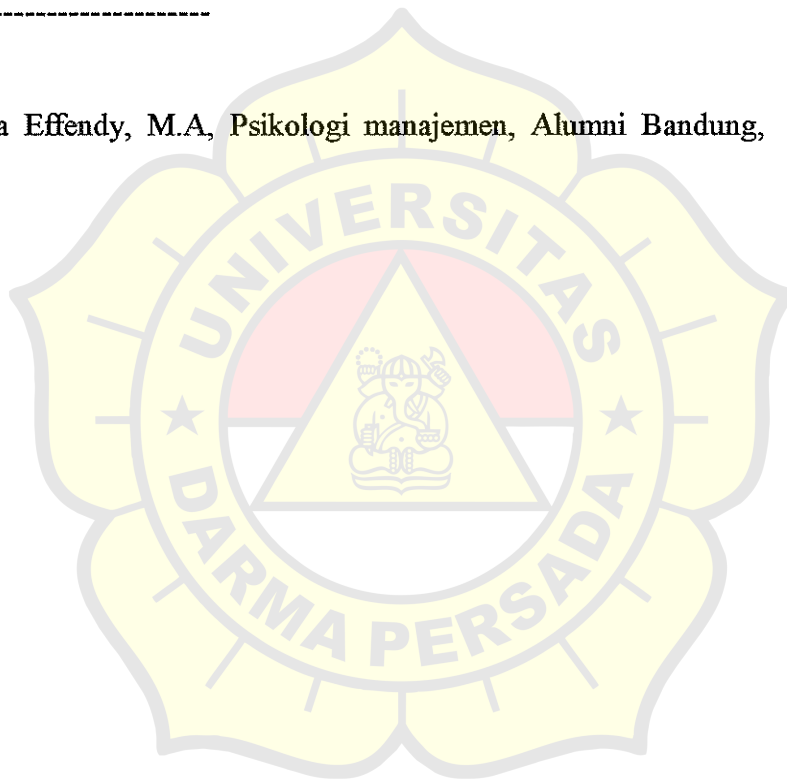 a Effendy, M.A, Psikologi manajemen, Alumni Bandung,
UNIVERSITAS
DARMA PERSADA